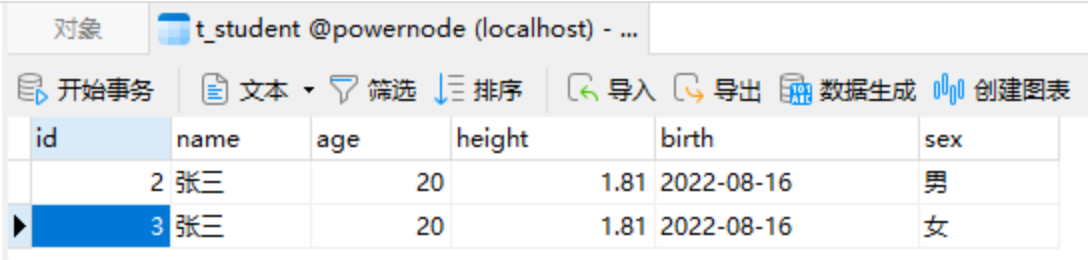 对象 t_student @powernode (localhost) - ...
开始事务 文本 筛选 排序 导入 导出 数据生成 创建图表
id name age height birth sex
2 张三 20 1.81 2022-08-16 男
3 张三 20 1.81 2022-08-16 女